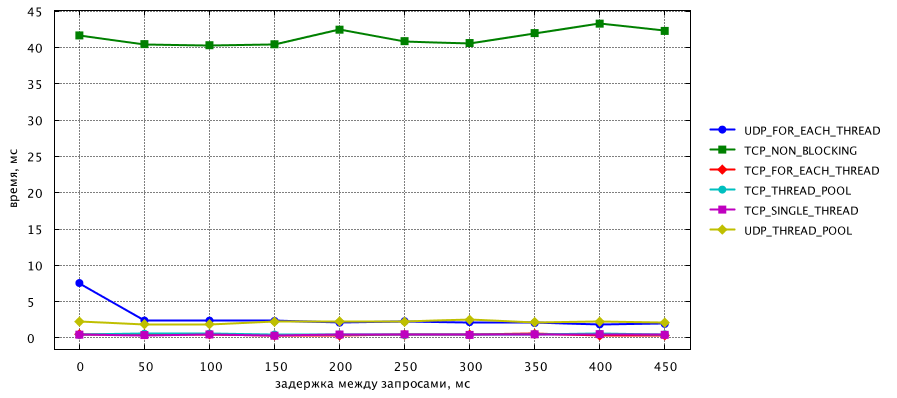 45
40
35
30
25
20
15
10
5
0
время, мс
0 50 100 150 200 250 300 350 400 450
задержка между запросами, мс
UDP_FOR_EACH_THREAD
TCP_NON_BLOCKING
TCP_FOR_EACH_THREAD
TCP_THREAD_POOL
TCP_SINGLE_THREAD
UDP_THREAD_POOL